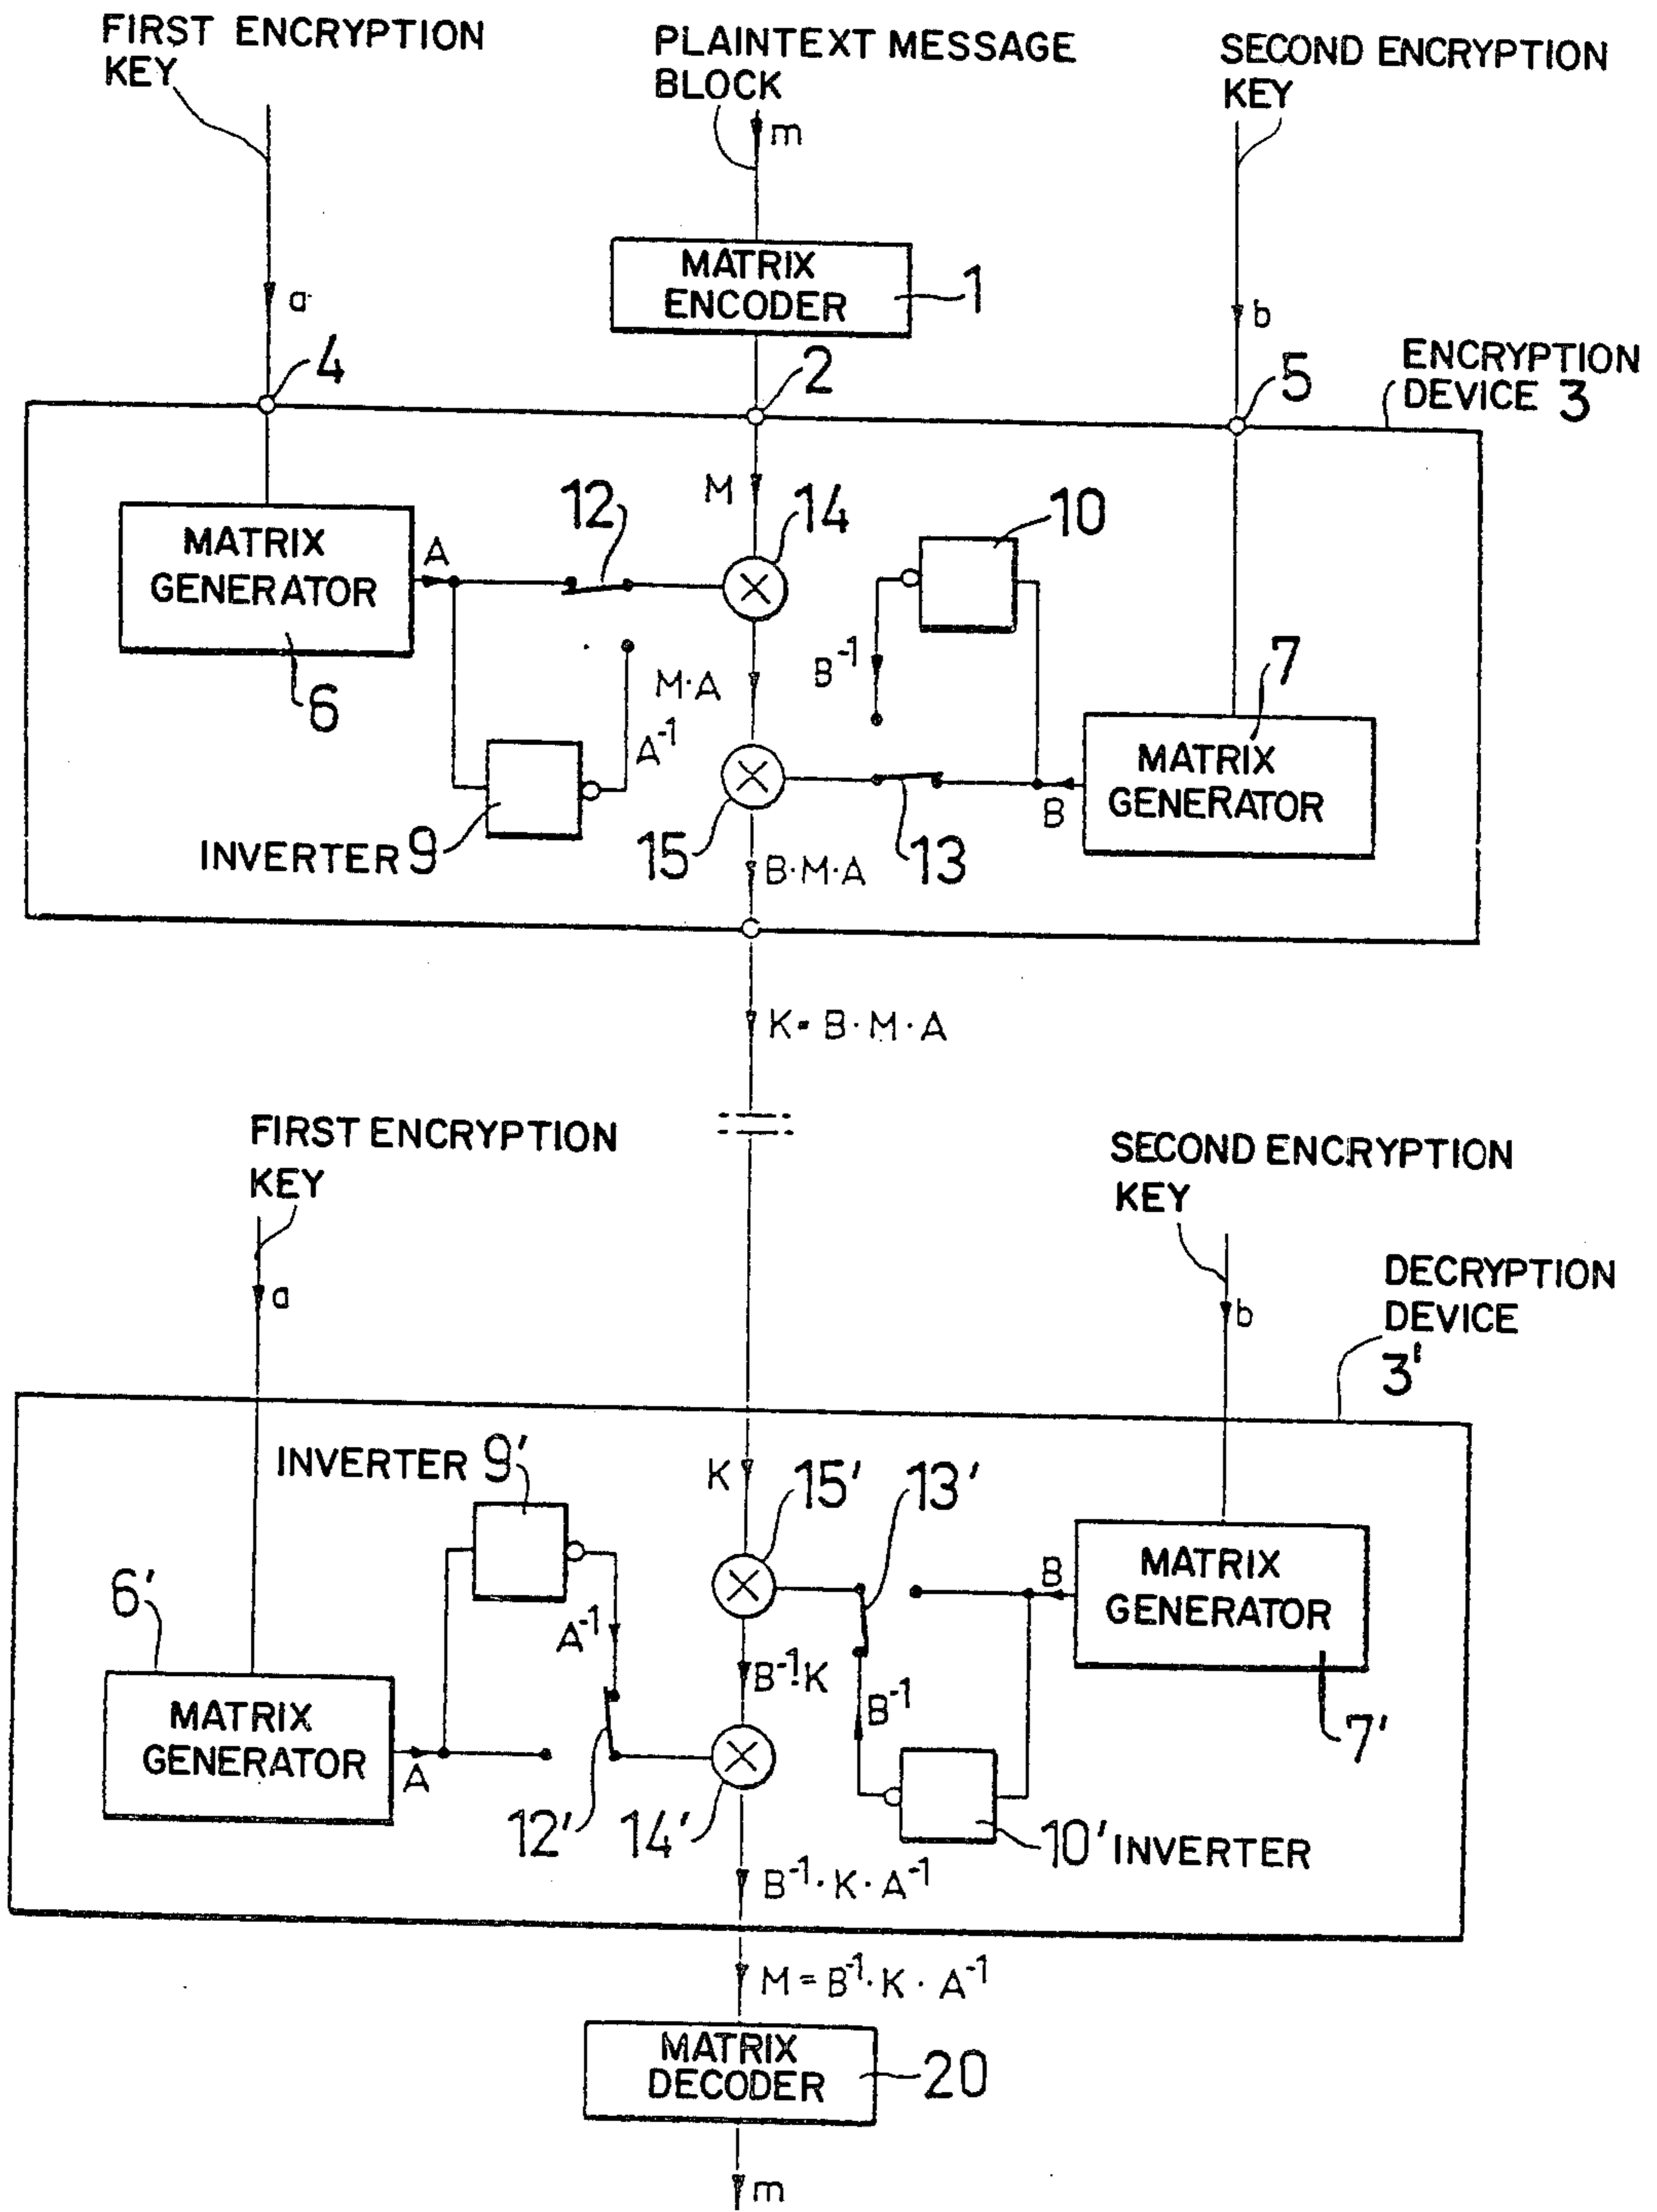 FIRST ENCRYPTION
KEY
PLAINTEXT MESSAGE
BLOCK
SECOND ENCRYPTION
KEY
m
MATRIX
ENCODER
1
a
b
4
2
5
ENCRYPTION
DEVICE 3
M
12
14
10
MATRIX
GENERATOR
A
6
M·A
B⁻¹
7
A⁻¹
MATRIX
GENERATOR
B
INVERTER 9
15
13
B·M·A
K = B·M·A
FIRST ENCRYPTION
KEY
SECOND ENCRYPTION
KEY
a
b
DECRYPTION
DEVICE
3'
INVERTER 9'
K
15'
13'
6'
A⁻¹
B
MATRIX
GENERATOR
B⁻¹·K
B⁻¹
7'
MATRIX
GENERATOR
A
12'
14'
10' INVERTER
B⁻¹·K·A⁻¹
M = B⁻¹·K·A⁻¹
MATRIX
DECODER
20
m